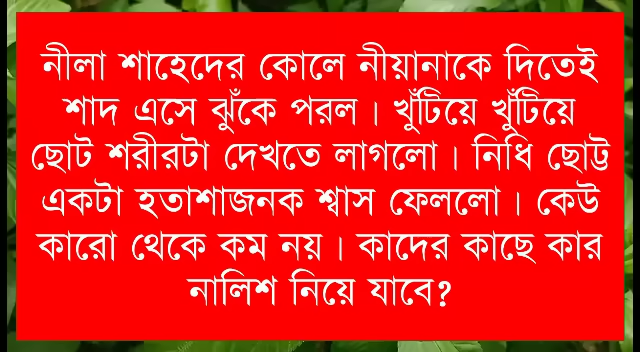 নীলা শাহেদের কোলে নীয়ানাকে দিতেই
শাদ এসে ঝুঁকে পরল । খুঁটিয়ে খুঁটিয়ে
ছোট শরীরটা দেখতে লাগলো । নিধি ছোট্ট
একটা হতাশাজনক শ্বাস ফেললো । কেউ
কারো থেকে কম নয় । কাদের কাছে কার
নালিশ নিয়ে যাবে?